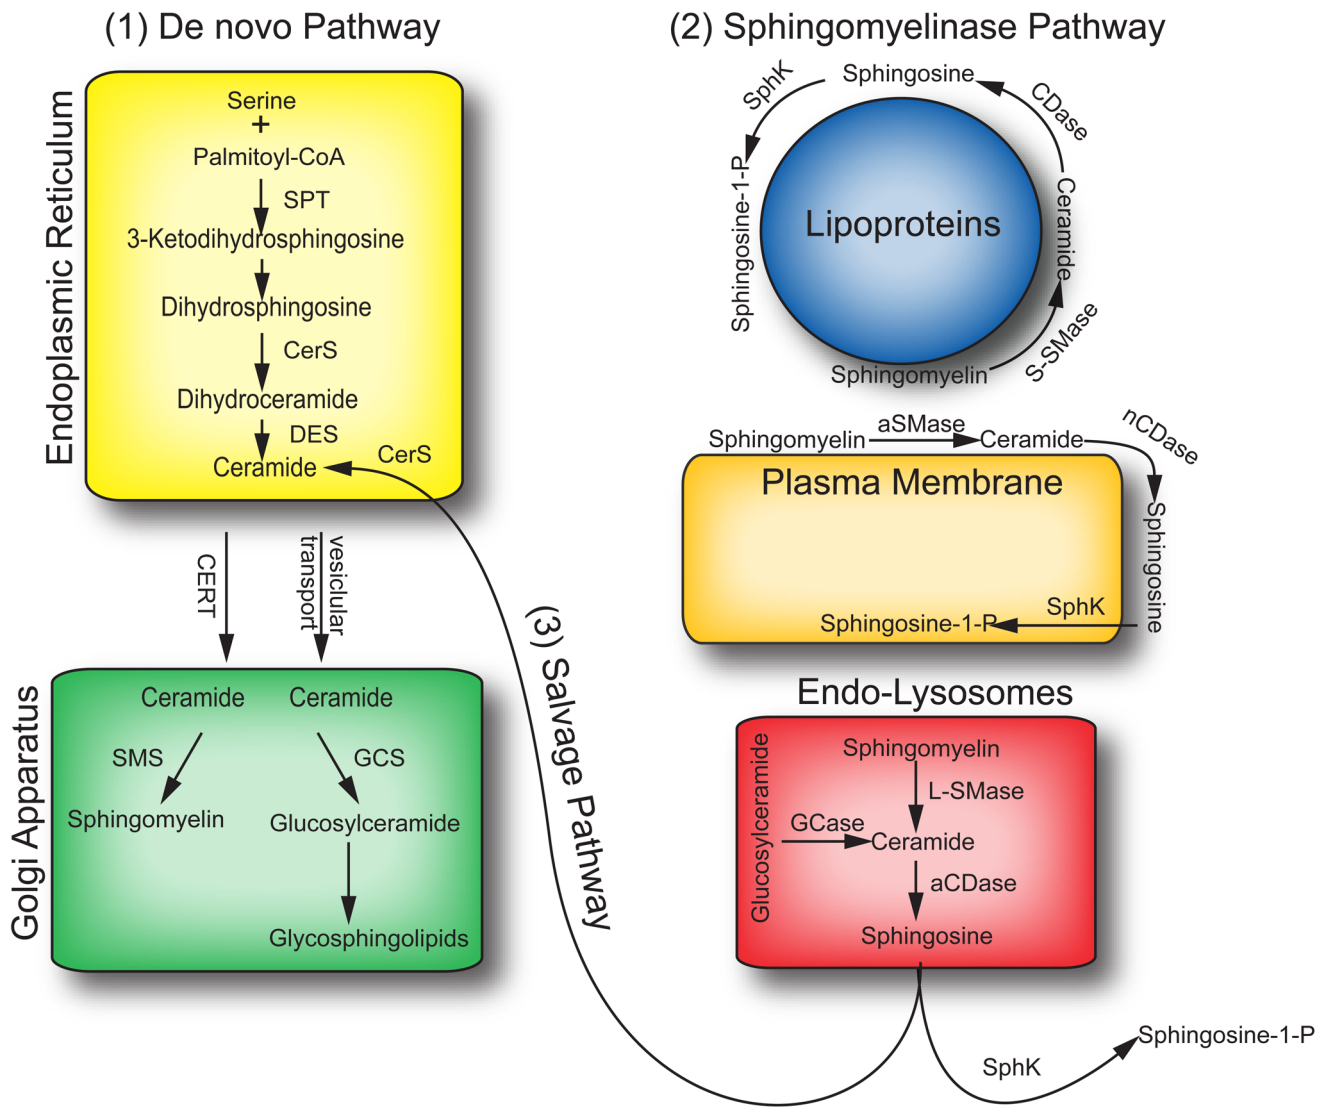 (1) De novo Pathway
Endoplasmic Reticulum
Serine
+
Palmitoyl-CoA
SPT
3-Ketodihydrosphingosine
Dihydrosphingosine
CerS
Dihydroceramide
DES
Ceramide
CerS
CERT
vesiclular
transport
Golgi Apparatus
Ceramide
Ceramide
SMS
GCS
Sphingomyelin
Glucosylceramide
Glycosphingolipids
(3) Salvage Pathway
(2) Sphingomyelinase Pathway
Sphingosine
SphK
CDase
Sphingosine-1-P
Lipoproteins
Ceramide
S-SMase
Sphingomyelin
Sphingomyelin
aSMase
Ceramide
nCDase
Plasma Membrane
Sphingosine
SphK
Sphingosine-1-P
Endo-Lysosomes
Glucosylceramide
Sphingomyelin
L-SMase
GCase
Ceramide
aCDase
Sphingosine
SphK
Sphingosine-1-P